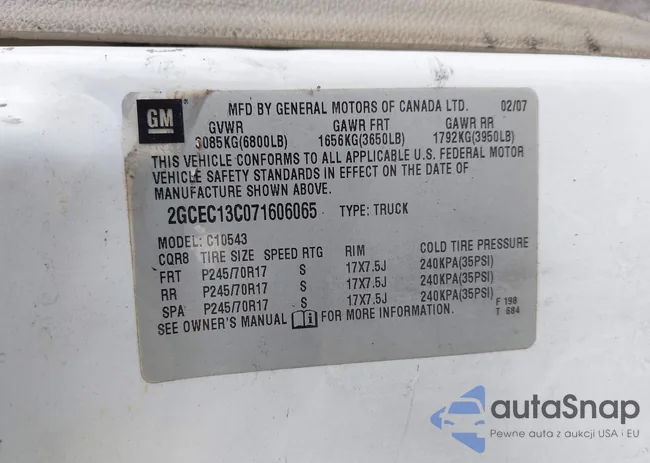 GM
MFD BY GENERAL MOTORS OF CANADA LTD. 02/07
GVWR GAWR FRT GAWR RR
3085KG(6800LB) 1656KG(3650LB) 1792KG(3950LB)
THIS VEHICLE CONFORMS TO ALL APPLICABLE U.S. FEDERAL MOTOR
VEHICLE SAFETY STANDARDS IN EFFECT ON THE DATE OF
MANUFACTURE SHOWN ABOVE.
2GCEC13C071606065 TYPE: TRUCK
MODEL: C10543
CQR8 TIRE SIZE SPEED RTG RIM COLD TIRE PRESSURE
FRT P245/70R17 S 17X7.5J 240KPA(35PSI)
RR P245/70R17 S 17X7.5J 240KPA(35PSI)
SPA P245/70R17 S 17X7.5J 240KPA(35PSI)
SEE OWNER'S MANUAL FOR MORE INFORMATION.
F 198
T 684
autaSnap
Pewne auta z aukcji USA i EU